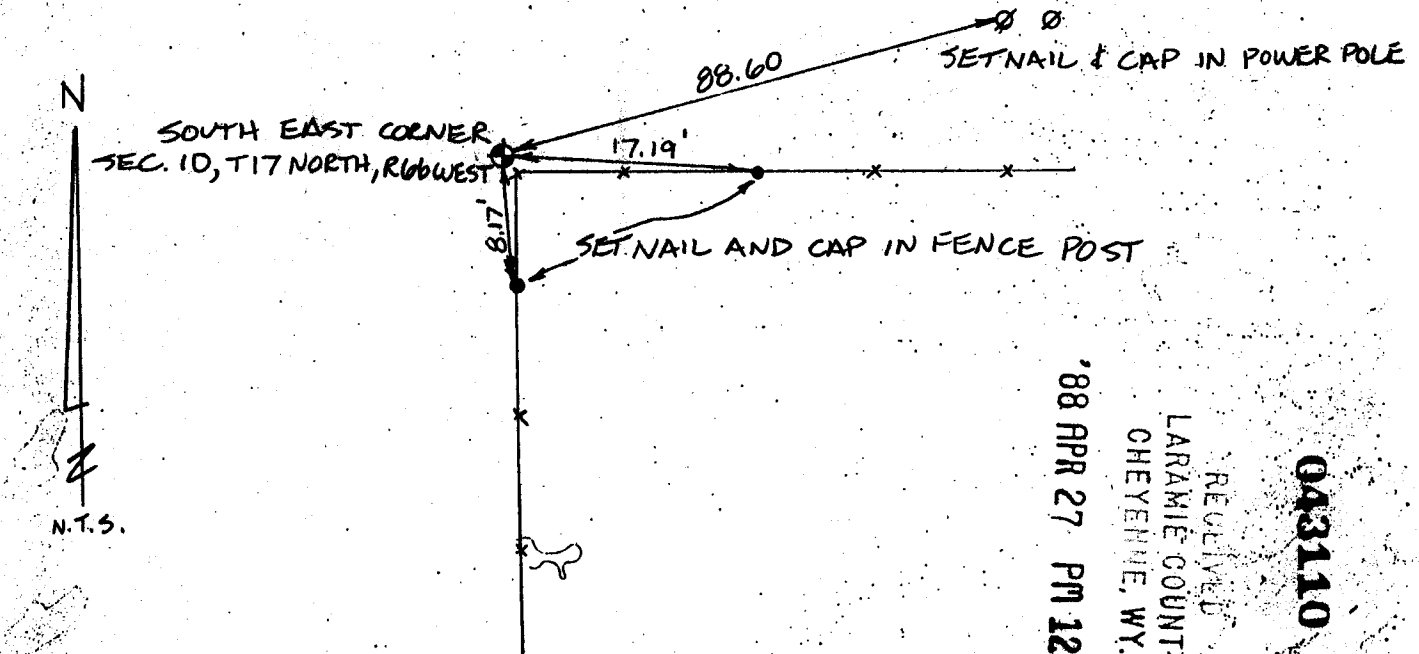 SET NAIL & CAP IN POWER POLE
88.60
N
SOUTH EAST CORNER
SEC. 10, T17 NORTH, R66 WEST
17.19'
8.17'
SET NAIL AND CAP IN FENCE POST
N.T.S.
043110
RECEIVED
LARAMIE COUNT
CHEYENNE, WY.
'88 APR 27 PM 12